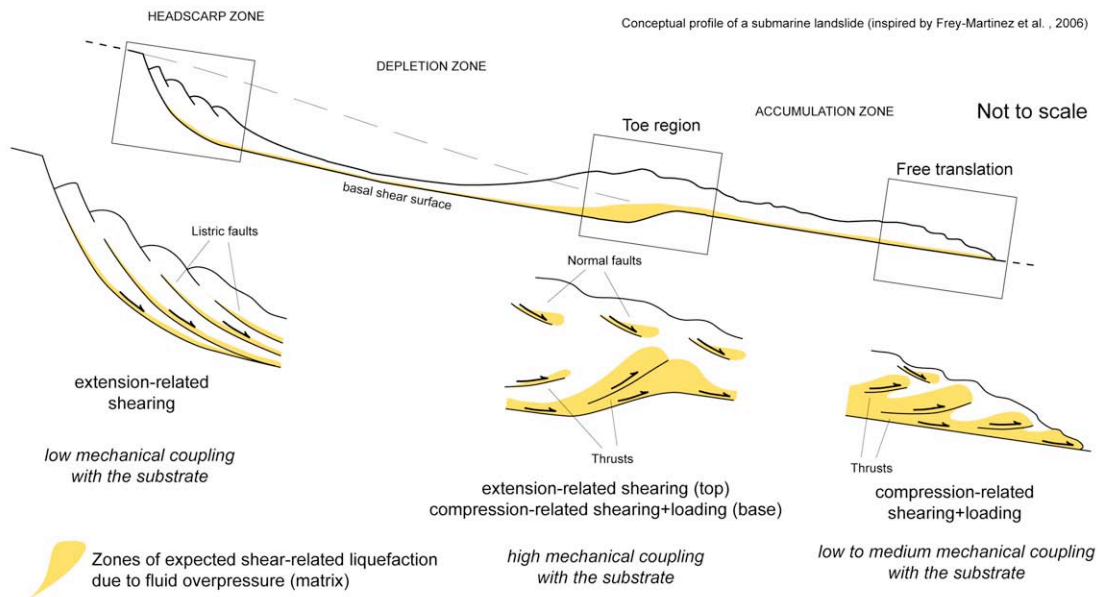 HEADSCARP ZONE
Conceptual profile of a submarine landslide (inspired by Frey-Martinez et al. , 2006)
DEPLETION ZONE
ACCUMULATION ZONE
Not to scale
Toe region
Free translation
basal shear surface
Listric faults
Normal faults
extension-related
shearing
low mechanical coupling
with the substrate
Thrusts
extension-related shearing (top)
compression-related shearing+loading (base)
high mechanical coupling
with the substrate
Thrusts
compression-related
shearing+loading
low to medium mechanical coupling
with the substrate
Zones of expected shear-related liquefaction
due to fluid overpressure (matrix)